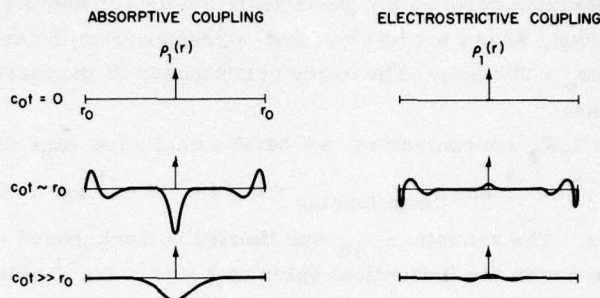 ABSORPTIVE COUPLING
ELECTROSTRICTIVE COUPLING
ρ₁(r)
ρ₁(r)
c₀t = 0
r₀
r₀
c₀t ~ r₀
c₀t >> r₀